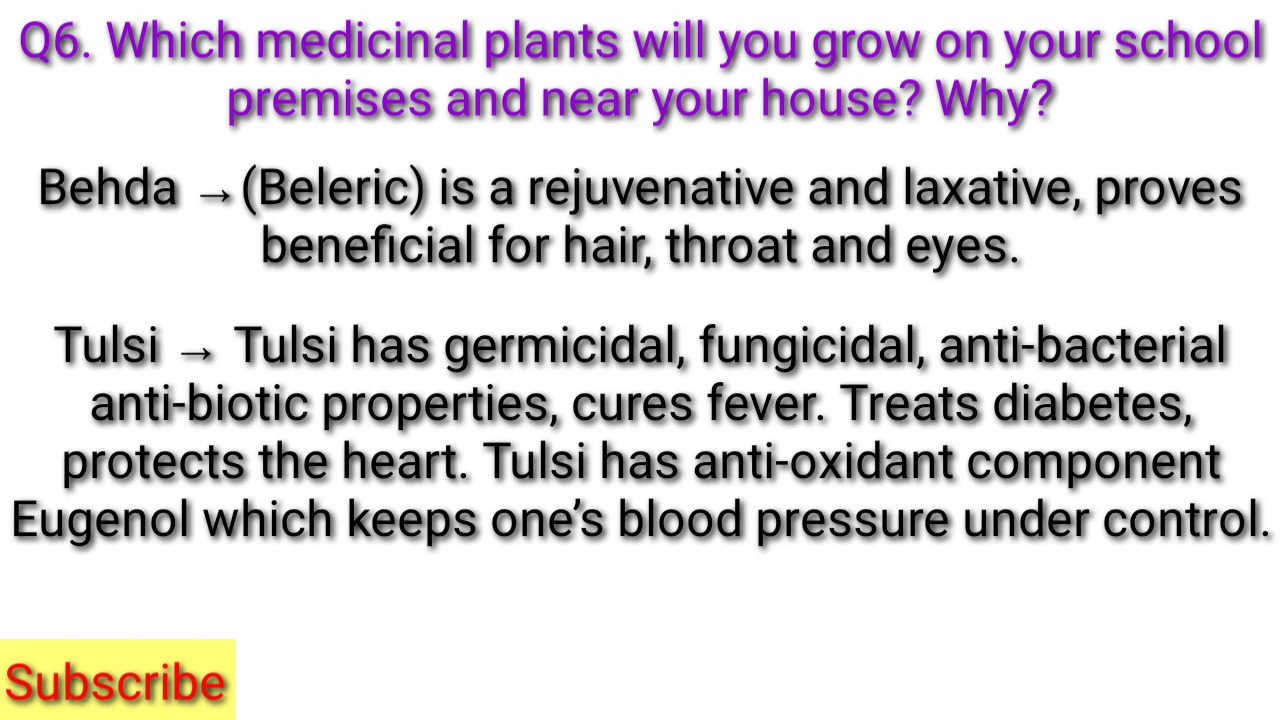 Q6. Which medicinal plants will you grow on your school
premises and near your house? Why?
Behda →(Beleric) is a rejuvenative and laxative, proves
beneficial for hair, throat and eyes.
Tulsi → Tulsi has germicidal, fungicidal, anti-bacterial
anti-biotic properties, cures fever. Treats diabetes,
protects the heart. Tulsi has anti-oxidant component
Eugenol which keeps one’s blood pressure under control.
Subscribe